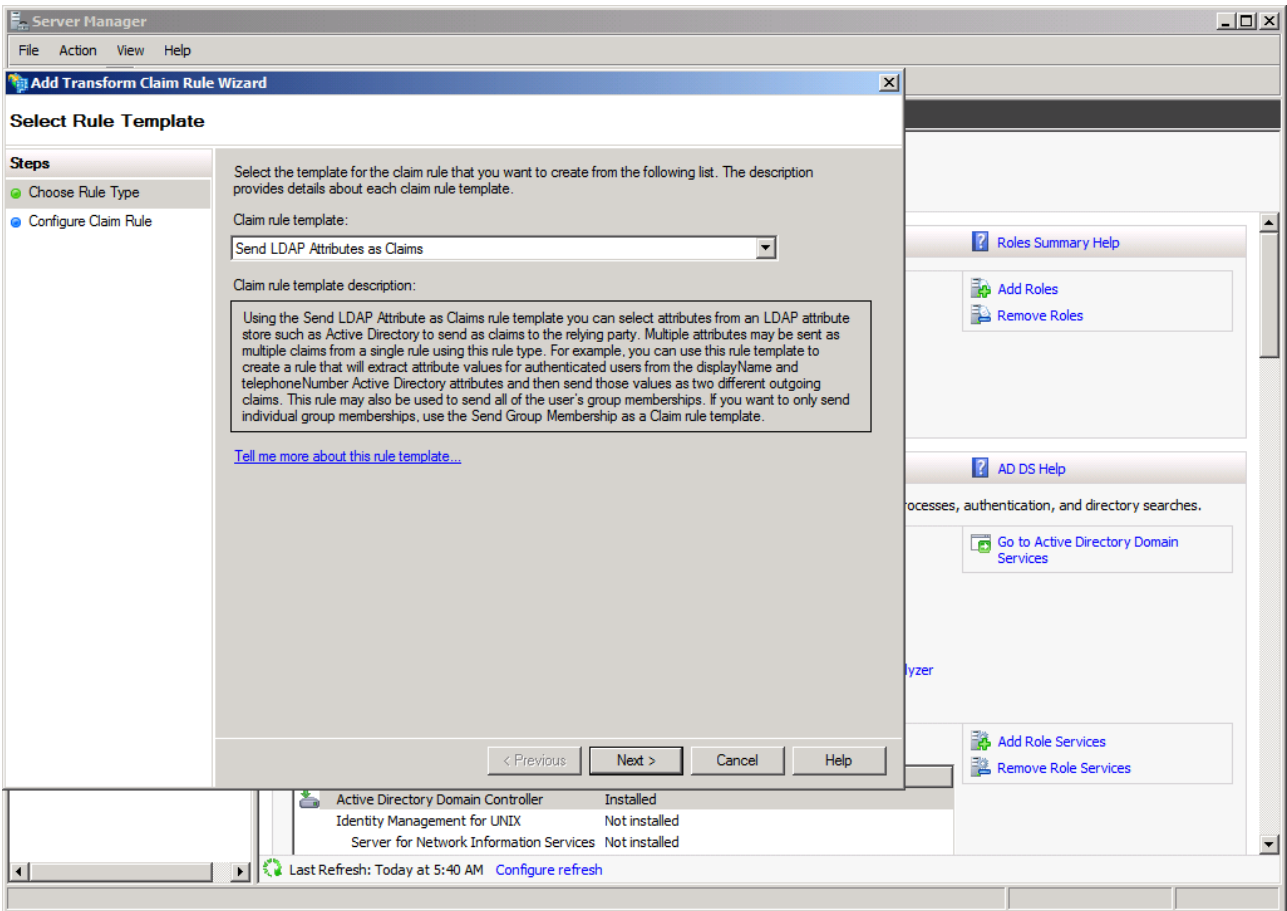 Server Manager
File Action View Help
Add Transform Claim Rule Wizard
Select Rule Template
Steps
Choose Rule Type
Configure Claim Rule
Select the template for the claim rule that you want to create from the following list. The description
provides details about each claim rule template.
Claim rule template:
Send LDAP Attributes as Claims
Claim rule template description:
Using the Send LDAP Attribute as Claims rule template you can select attributes from an LDAP attribute
store such as Active Directory to send as claims to the relying party. Multiple attributes may be sent as
multiple claims from a single rule using this rule type. For example, you can use this rule template to
create a rule that will extract attribute values for authenticated users from the displayName and
telephoneNumber Active Directory attributes and then send those values as two different outgoing
claims. This rule may also be used to send all of the user's group memberships. If you want to only send
individual group memberships, use the Send Group Membership as a Claim rule template.
Tell me more about this rule template...
< Previous Next > Cancel Help
Roles Summary Help
Add Roles
Remove Roles
AD DS Help
ocesses, authentication, and directory searches.
Go to Active Directory Domain
Services
lyzer
Add Role Services
Remove Role Services
Active Directory Domain Controller Installed
Identity Management for UNIX Not installed
Server for Network Information Services Not installed
Last Refresh: Today at 5:40 AM Configure refresh